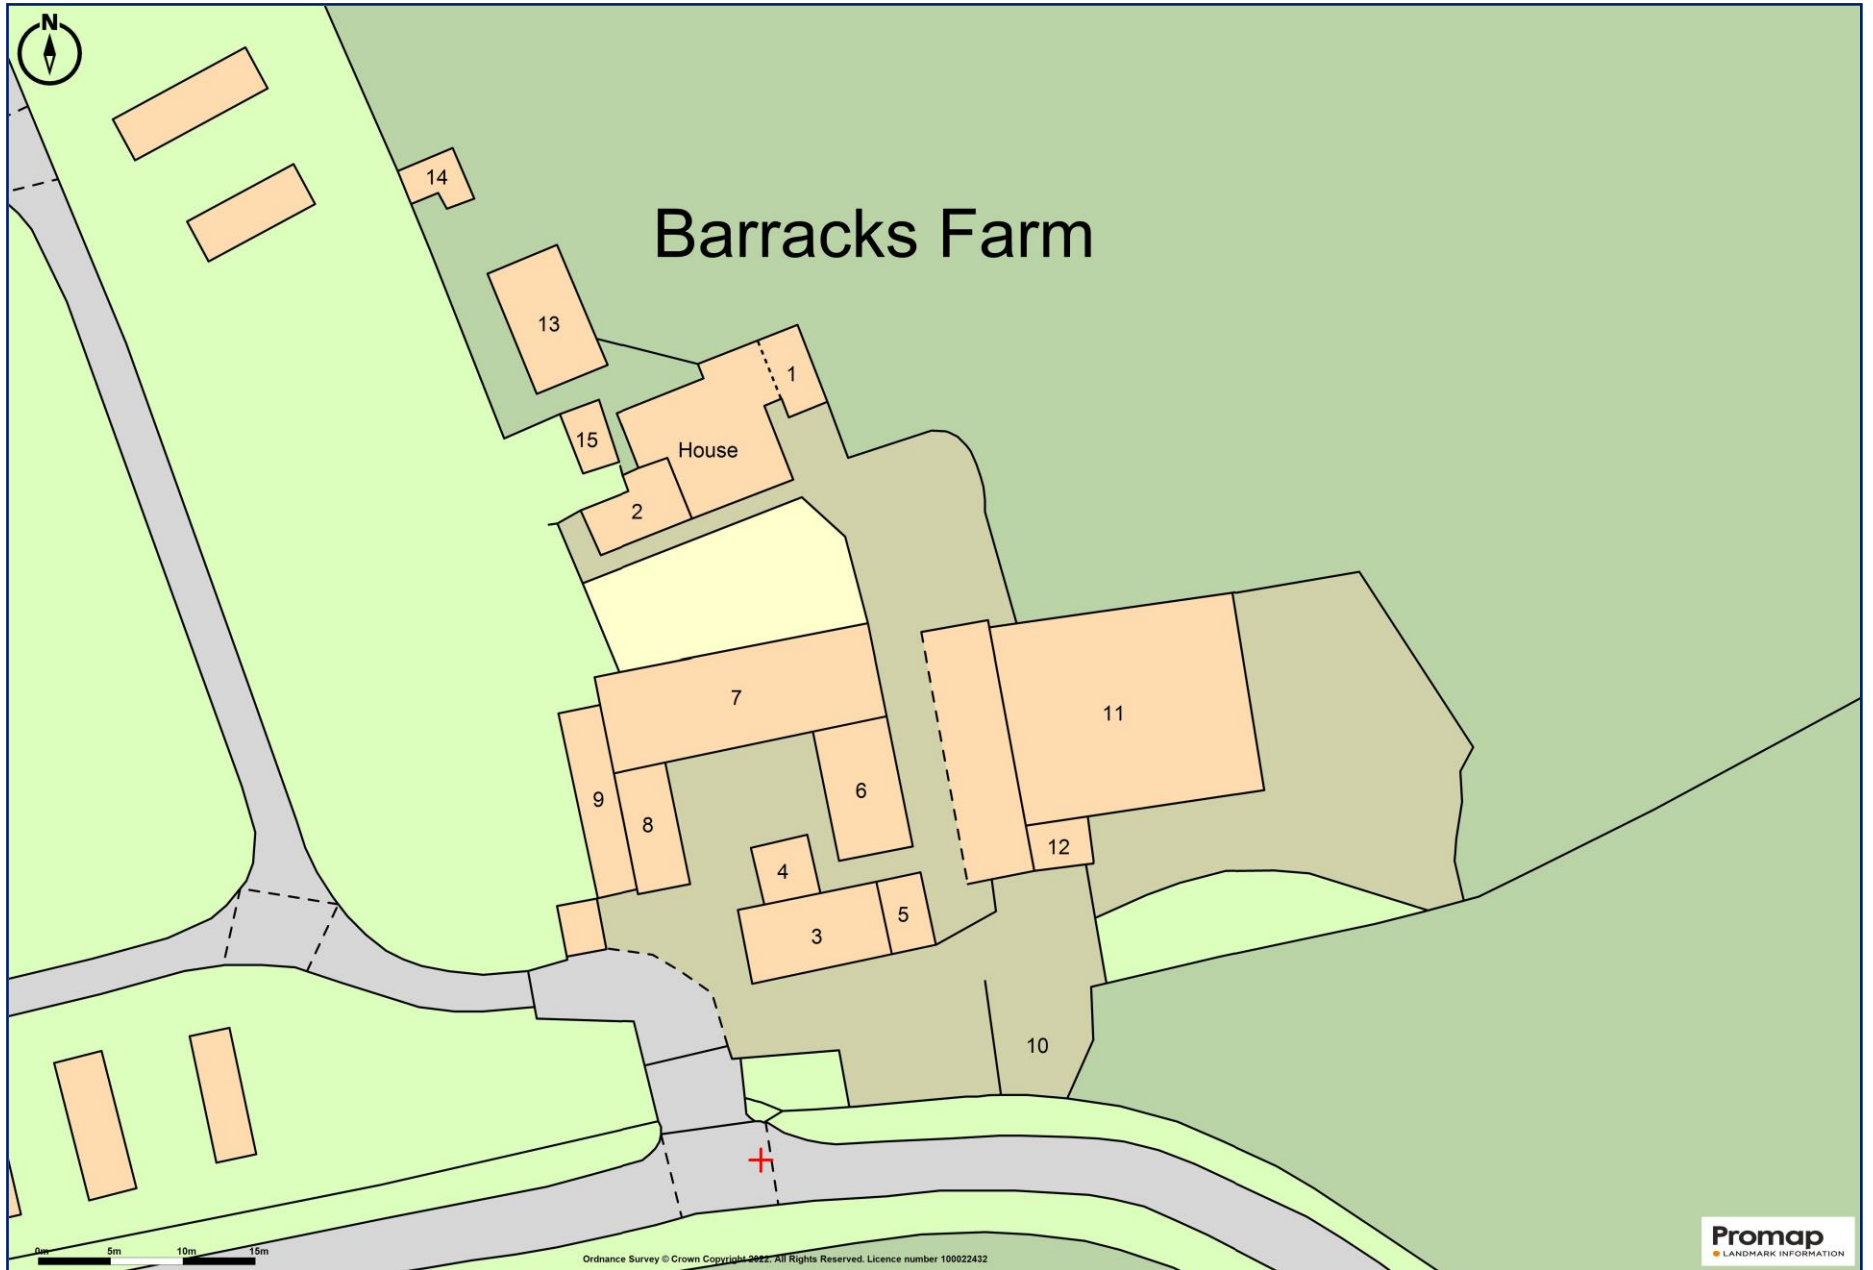 N
14
Barracks Farm
13
1
15
House
2
7
11
6
9
8
12
4
5
3
10
0m 5m 10m 15m
Ordnance Survey © Crown Copyright 2022. All Rights Reserved. Licence number 100022432
Promap
LANDMARK INFORMATION